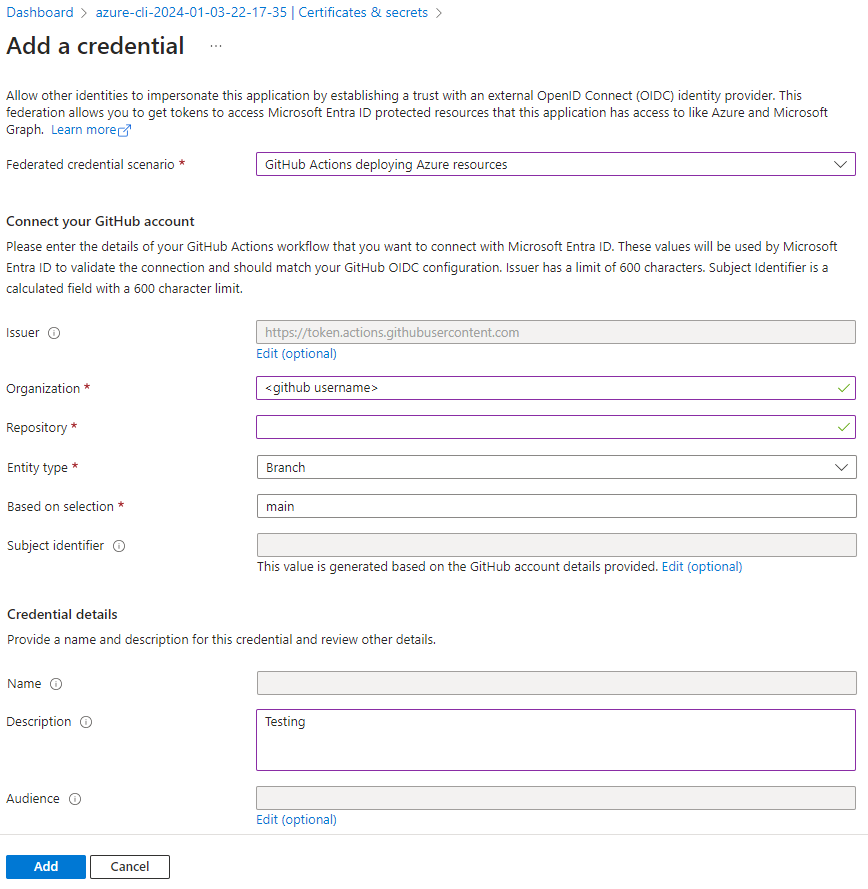 Dashboard > azure-cli-2024-01-03-22-17-35 | Certificates & secrets >
Add a credential ...
Allow other identities to impersonate this application by establishing a trust with an external OpenID Connect (OIDC) identity provider. This
federation allows you to get tokens to access Microsoft Entra ID protected resources that this application has access to like Azure and Microsoft
Graph. Learn more
Federated credential scenario * GitHub Actions deploying Azure resources
Connect your GitHub account
Please enter the details of your GitHub Actions workflow that you want to connect with Microsoft Entra ID. These values will be used by Microsoft
Entra ID to validate the connection and should match your GitHub OIDC configuration. Issuer has a limit of 600 characters. Subject Identifier is a
calculated field with a 600 character limit.
Issuer https://token.actions.githubusercontent.com
Edit (optional)
Organization * <github username>
Repository *
Entity type * Branch
Based on selection * main
Subject identifier
This value is generated based on the GitHub account details provided. Edit (optional)
Credential details
Provide a name and description for this credential and review other details.
Name
Description Testing
Audience
Edit (optional)
Add Cancel